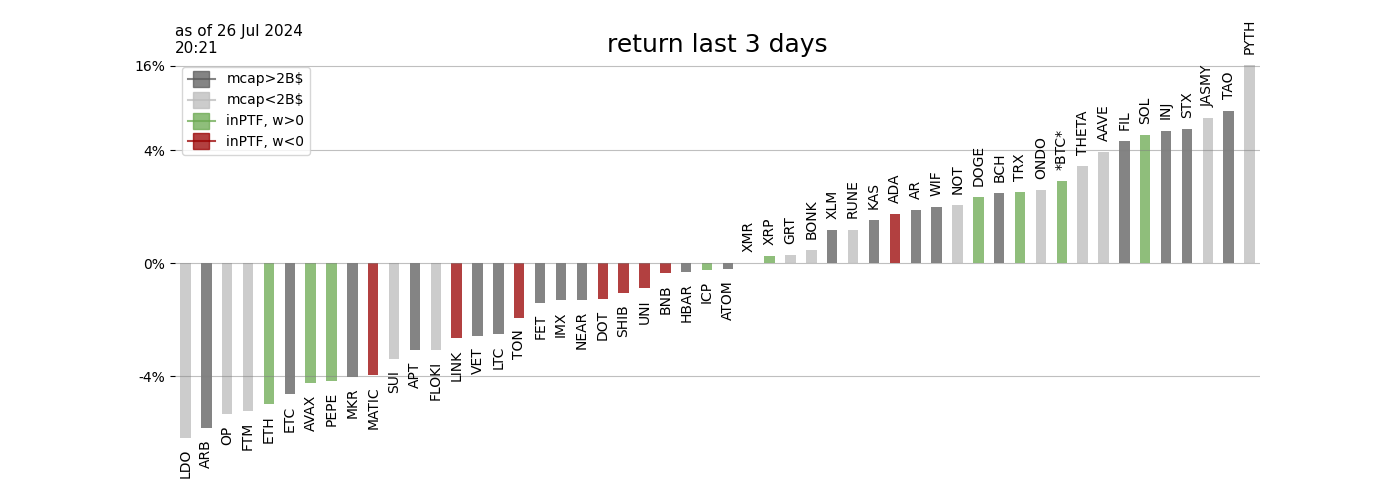 as of 26 Jul 2024
20:21
return last 3 days
16%
4%
0%
-4%
mcap>2B$
mcap<2B$
inPTF, w>0
inPTF, w<0
LDO
ARB
OP
FTM
ETH
ETC
AVAX
PEPE
MKR
MATIC
SUI
APT
FLOKI
LINK
VET
LTC
TON
FET
IMX
NEAR
DOT
SHIB
UNI
BNB
HBAR
ICP
ATOM
XMR
XRP
GRT
BONK
XLM
RUNE
KAS
ADA
AR
WIF
NOT
DOGE
BCH
TRX
ONDO
*BTC*
THETA
AAVE
FIL
SOL
INJ
STX
JASMY
TAO
PYTH